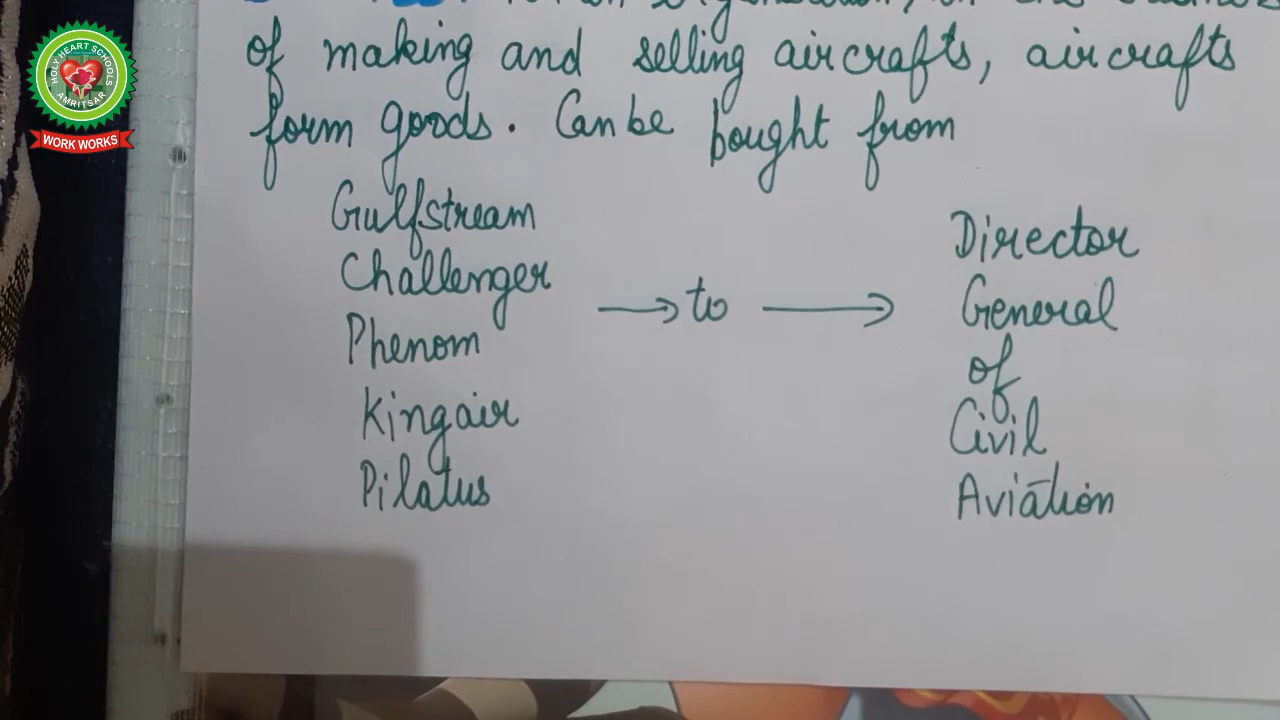 of making and selling aircrafts, aircrafts
form goods. Can be bought from
Gulfstream
Challenger
Phenom
Kingair
Pilatus
→ to →
Director
General
of
Civil
Aviation
HOLY HEART SCHOOLS
AMRITSAR
WORK WORKS